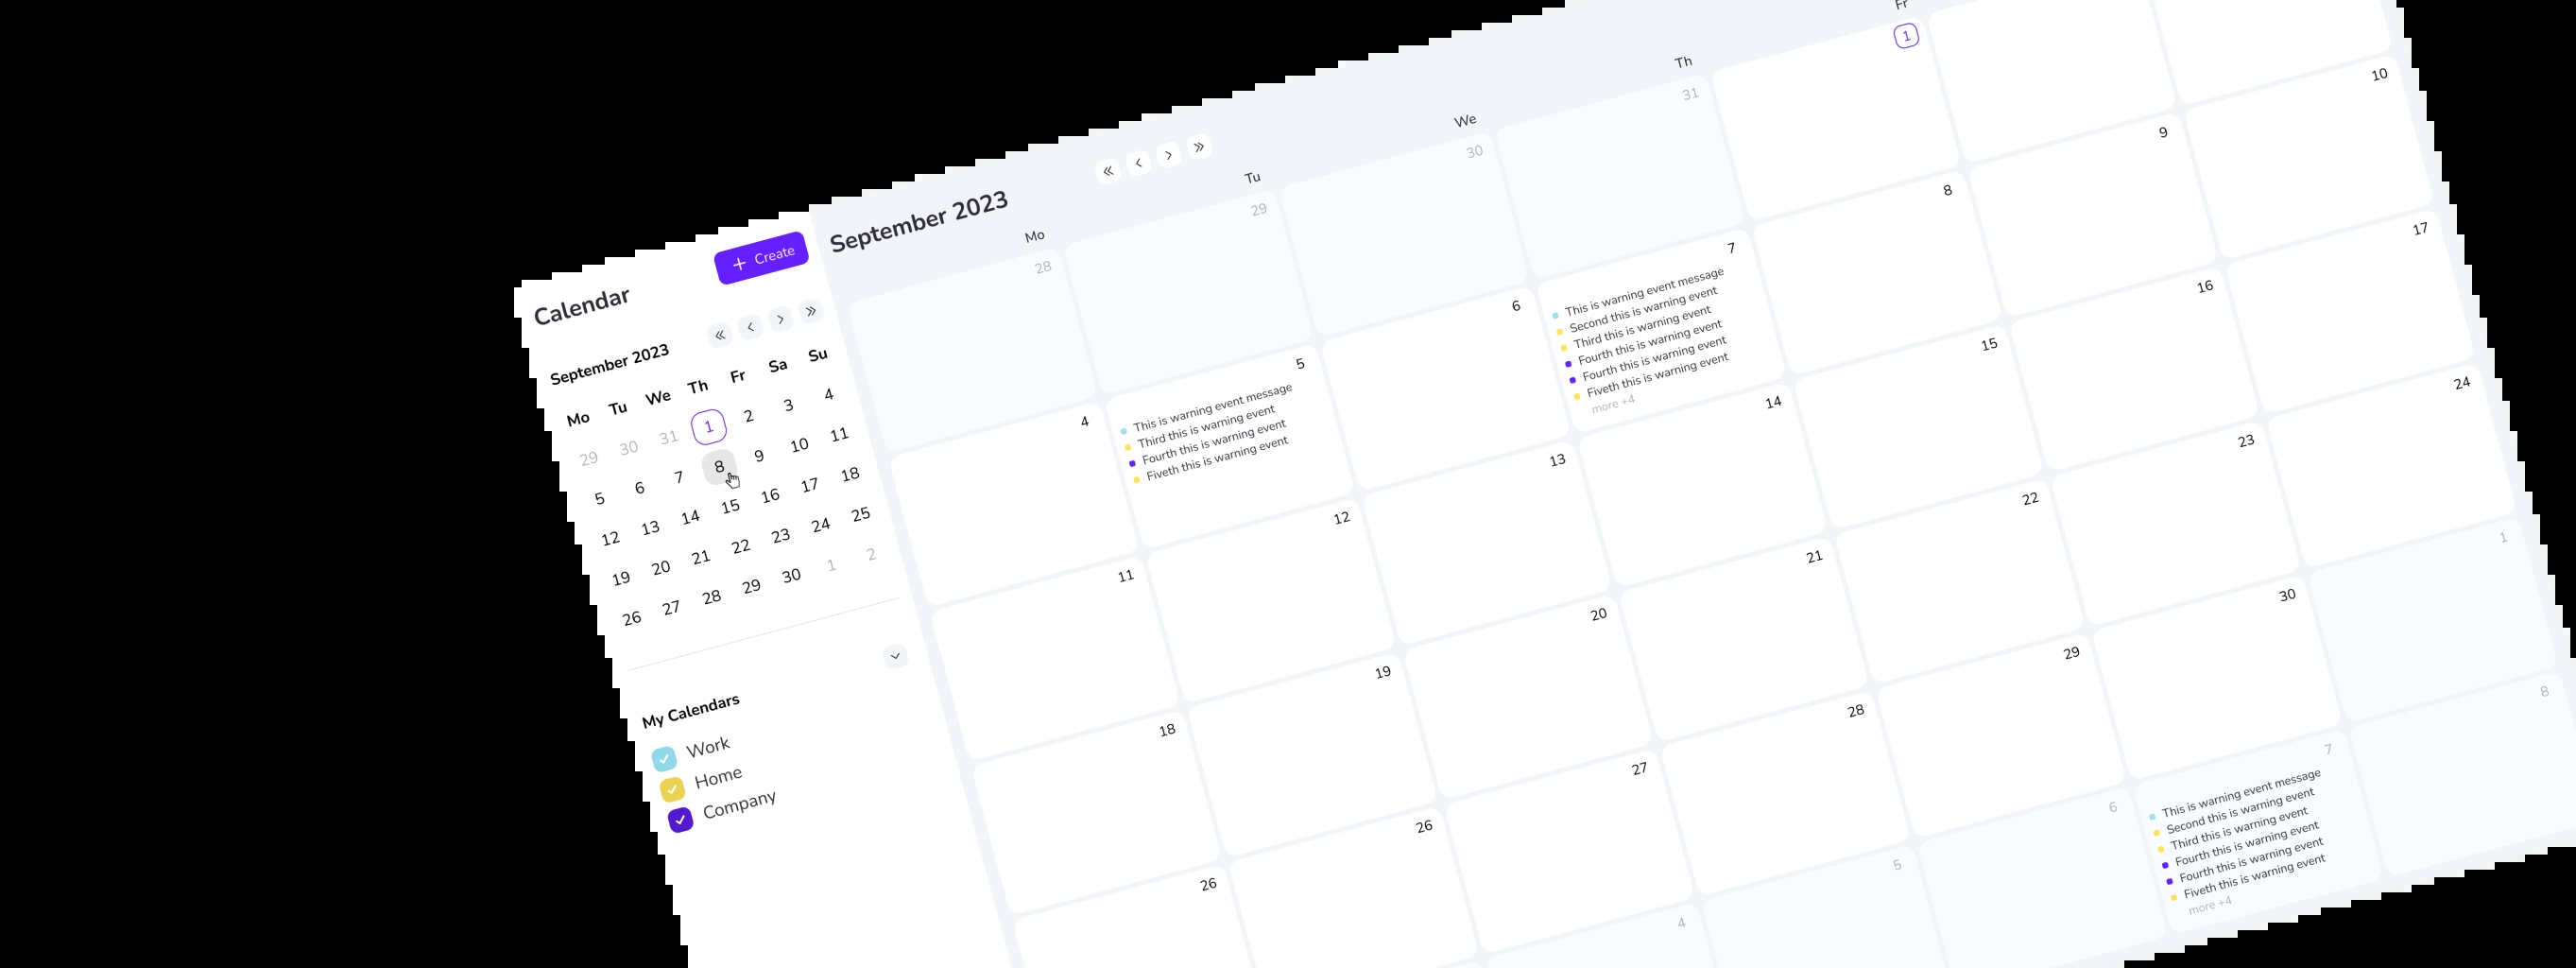 Calendar
+ Create
September 2023
« ‹ › »
Mo Tu We Th Fr Sa Su
29 30 31 1 2 3 4
5 6 7 8 9 10 11
12 13 14 15 16 17 18
19 20 21 22 23 24 25
26 27 28 29 30 1 2
My Calendars
Work
Home
Company
September 2023
« ‹ › »
Mo Tu We Th Fr
28 29 30 31 1
4 5 6 7 8 9 10
This is warning event message
Third this is warning event
Fourth this is warning event
Fiveth this is warning event
This is warning event message
Second this is warning event
Third this is warning event
Fourth this is warning event
Fourth this is warning event
Fiveth this is warning event
more +4
11 12 13 14 15 16 17
18 19 20 21 22 23 24
26 26 27 28 29 30 1
4 5 6 7 8
This is warning event message
Second this is warning event
Third this is warning event
Fourth this is warning event
Fourth this is warning event
Fiveth this is warning event
more +4